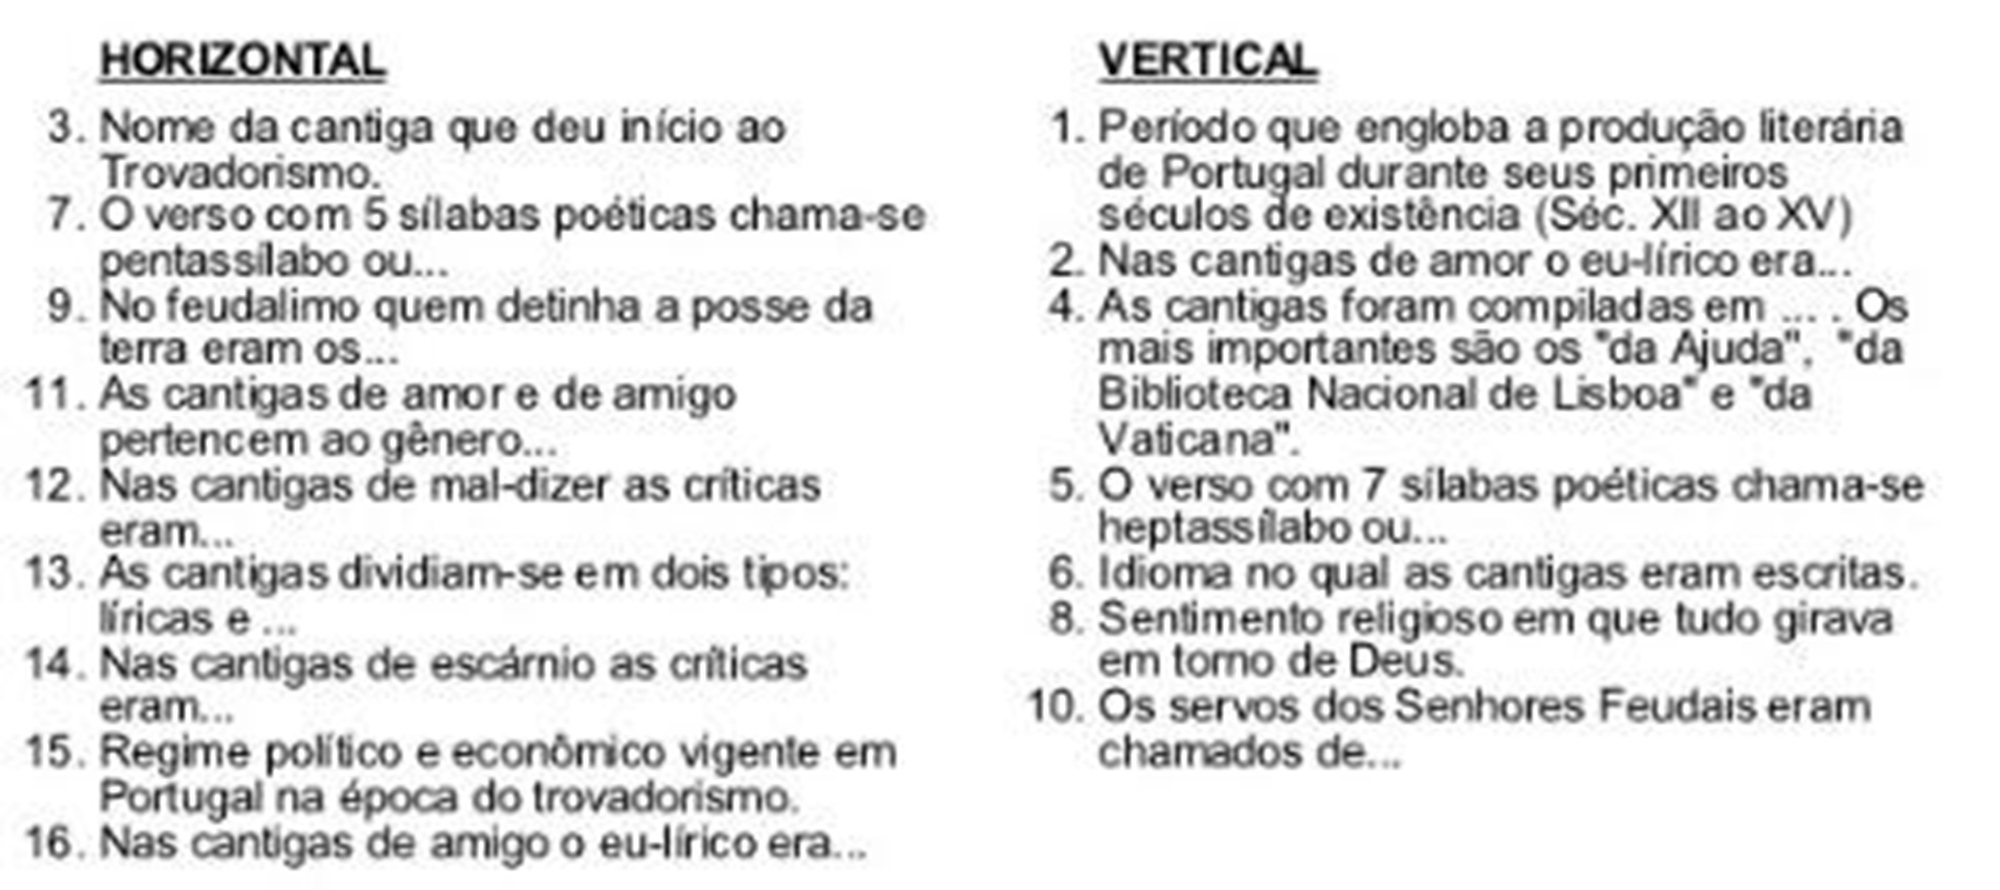 HORIZONTAL
3. Nome da cantiga que deu início ao
Trovadorismo.
7. O verso com 5 sílabas poéticas chama-se
pentassílabo ou...
9. No feudalimo quem detinha a posse da
terra eram os...
11. As cantigas de amor e de amigo
pertencem ao gênero...
12. Nas cantigas de mal-dizer as críticas
eram...
13. As cantigas dividiam-se em dois tipos:
líricas e ...
14. Nas cantigas de escárnio as críticas
eram...
15. Regime político e econômico vigente em
Portugal na época do trovadorismo.
16. Nas cantigas de amigo o eu-lírico era...
VERTICAL
1. Período que engloba a produção literária
de Portugal durante seus primeiros
séculos de existência (Séc. XII ao XV)
2. Nas cantigas de amor o eu-lírico era...
4. As cantigas foram compiladas em ... . Os
mais importantes são os "da Ajuda", "da
Biblioteca Nacional de Lisboa" e "da
Vaticana".
5. O verso com 7 sílabas poéticas chama-se
heptassílabo ou...
6. Idioma no qual as cantigas eram escritas.
8. Sentimento religioso em que tudo girava
em torno de Deus.
10. Os servos dos Senhores Feudais eram
chamados de...